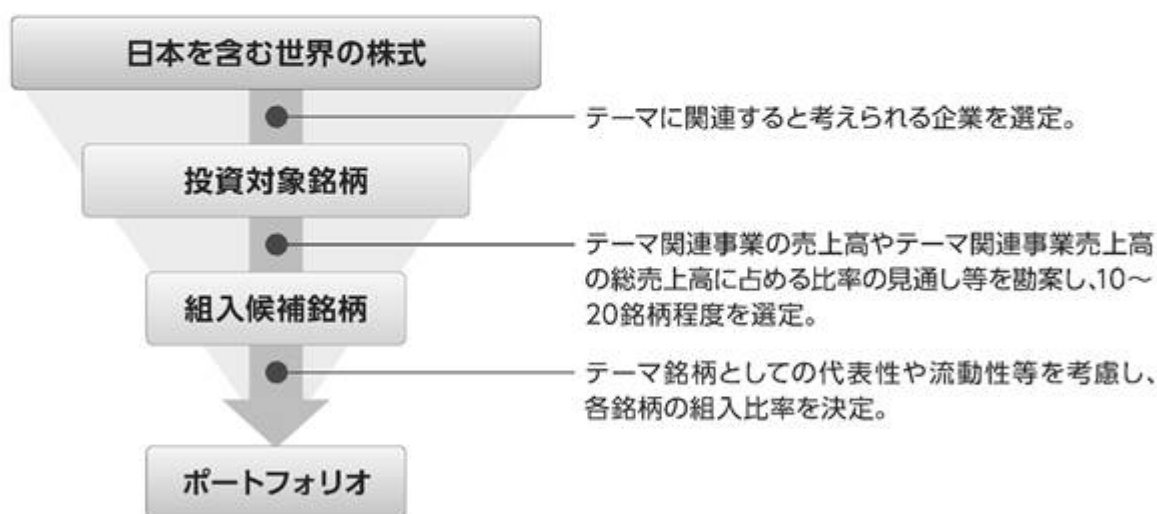 日本を含む世界の株式
テーマに関連すると考えられる企業を選定。
投資対象銘柄
テーマ関連事業の売上高やテーマ関連事業売上高
の総売上高に占める比率の見通し等を勘案し、10～
20銘柄程度を選定。
組入候補銘柄
テーマ銘柄としての代表性や流動性等を考慮し、
各銘柄の組入比率を決定。
ポートフォリオ